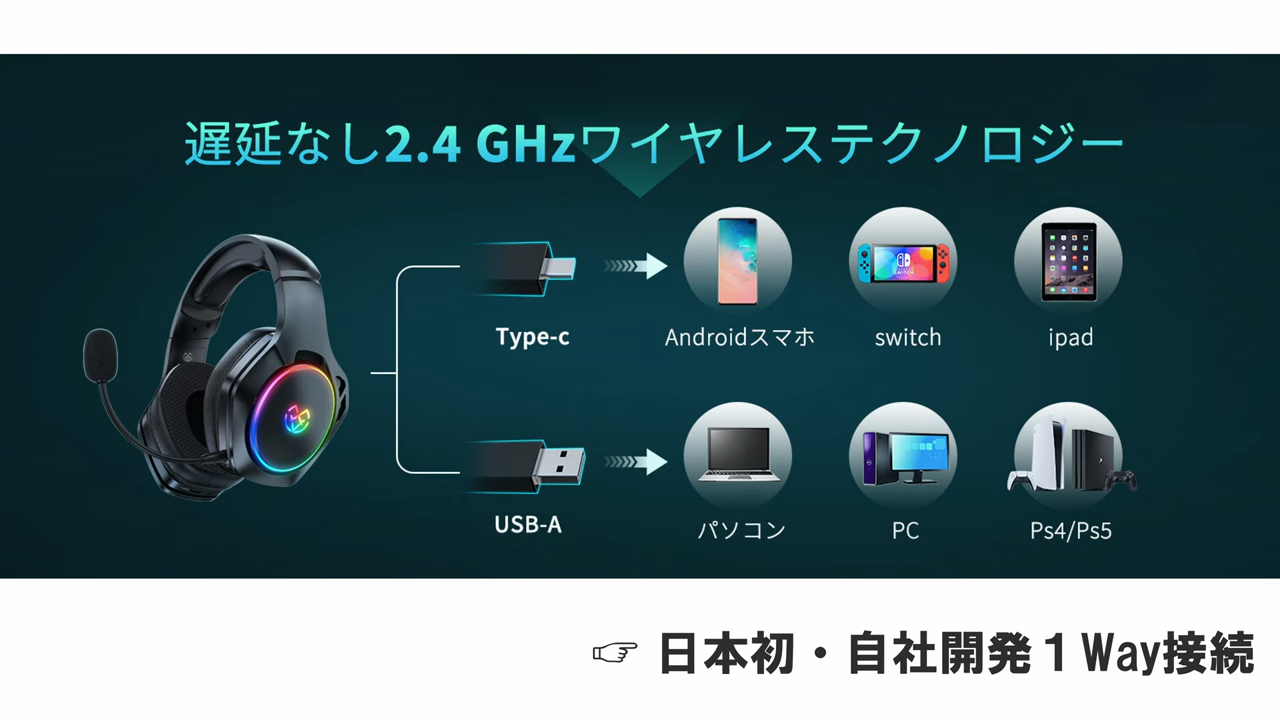 遅延なし2.4 GHzワイヤレステクノロジー
Type-c
Androidスマホ
switch
ipad
USB-A
パソコン
PC
Ps4/Ps5
☞ 日本初・自社開発１Way接続